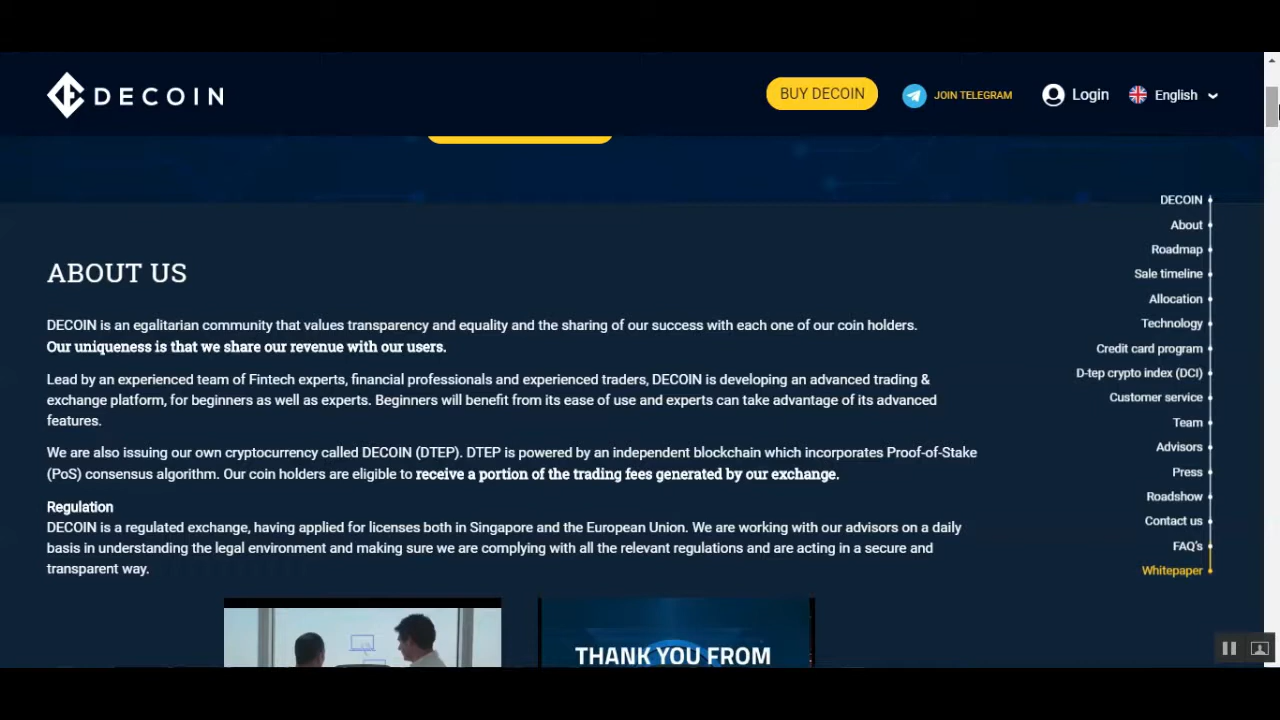 DECOIN
BUY DECOIN
JOIN TELEGRAM
Login
English
DECOIN
About
Roadmap
Sale timeline
Allocation
Technology
Credit card program
D-tep crypto index (DCI)
Customer service
Team
Advisors
Press
Roadshow
Contact us
FAQ's
Whitepaper
ABOUT US
DECOIN is an egalitarian community that values transparency and equality and the sharing of our success with each one of our coin holders.
Our uniqueness is that we share our revenue with our users.
Lead by an experienced team of Fintech experts, financial professionals and experienced traders, DECOIN is developing an advanced trading &
exchange platform, for beginners as well as experts. Beginners will benefit from its ease of use and experts can take advantage of its advanced
features.
We are also issuing our own cryptocurrency called DECOIN (DTEP). DTEP is powered by an independent blockchain which incorporates Proof-of-Stake
(PoS) consensus algorithm. Our coin holders are eligible to receive a portion of the trading fees generated by our exchange.
Regulation
DECOIN is a regulated exchange, having applied for licenses both in Singapore and the European Union. We are working with our advisors on a daily
basis in understanding the legal environment and making sure we are complying with all the relevant regulations and are acting in a secure and
transparent way.
THANK YOU FROM